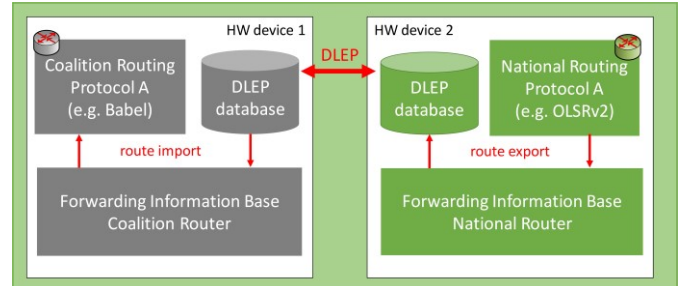 HW device 1
Coalition Routing
Protocol A
(e.g. Babel)
DLEP
database
route import
Forwarding Information Base
Coalition Router
DLEP
HW device 2
DLEP
database
National Routing
Protocol A
(e.g. OLSRv2)
route export
Forwarding Information Base
National Router